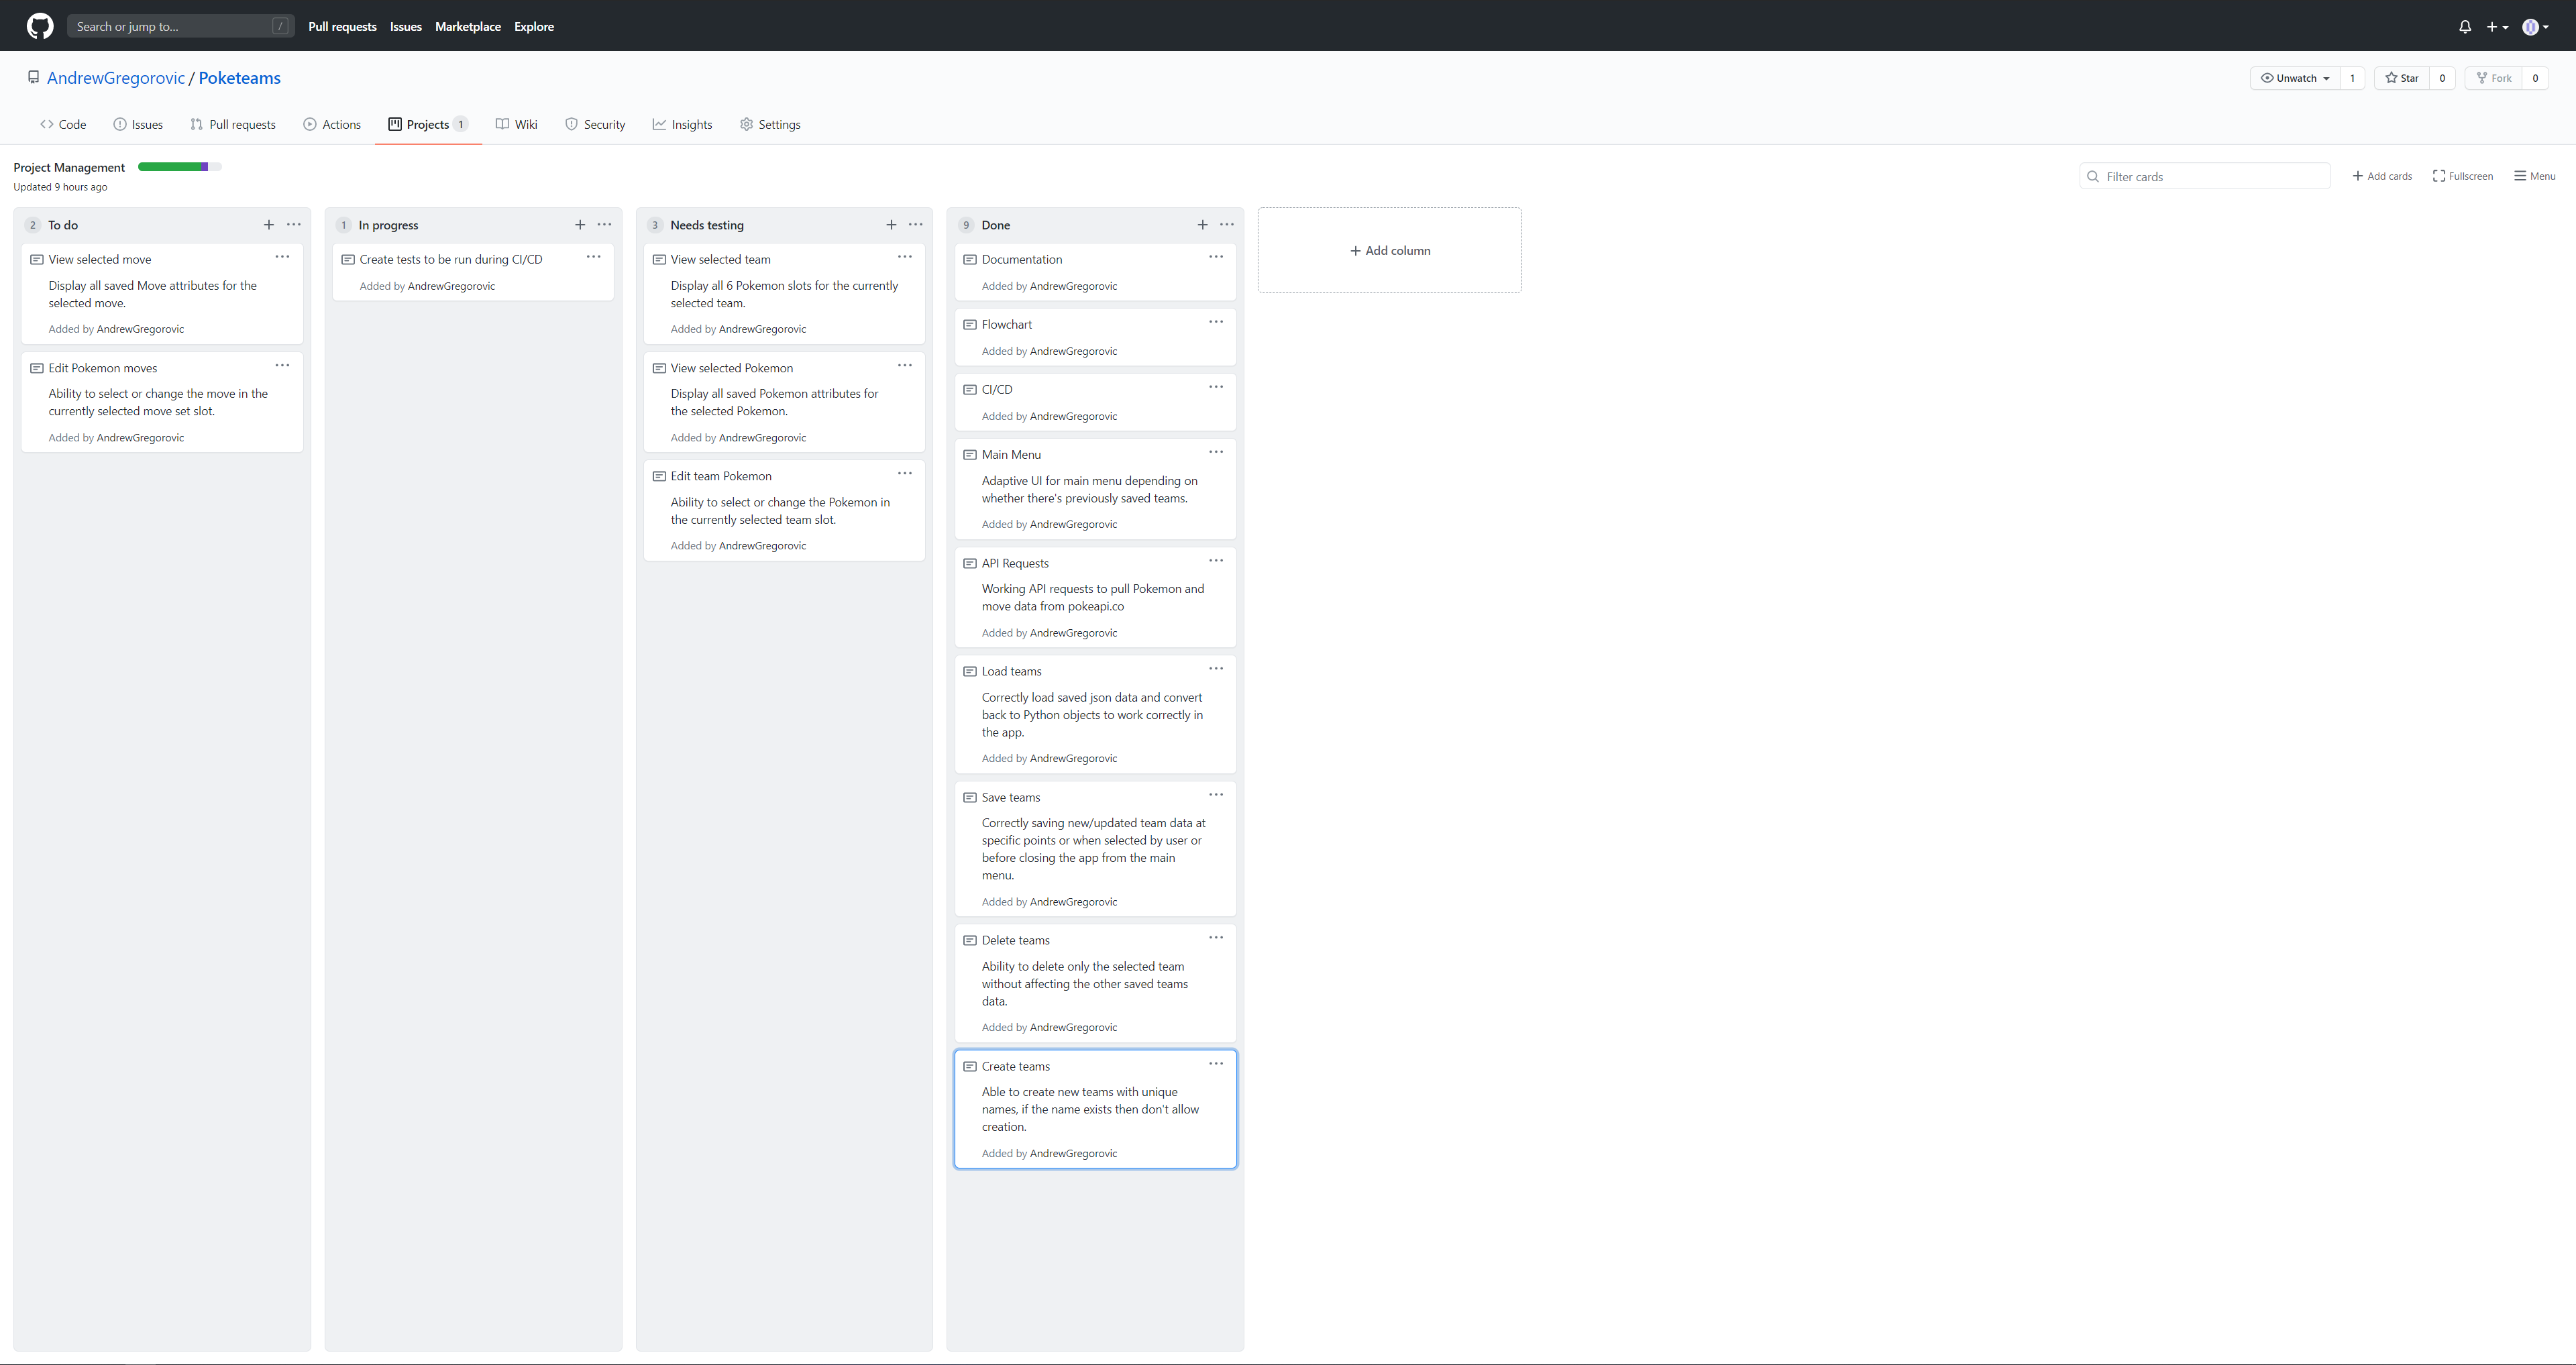 Search or jump to...
/
Pull requests
Issues
Marketplace
Explore
AndrewGregorovic / Poketeams
Unwatch
1
Star
0
Fork
0
Code
Issues
Pull requests
Actions
Projects 1
Wiki
Security
Insights
Settings
Project Management
Updated 9 hours ago
Filter cards
Add cards
Fullscreen
Menu
2 To do
View selected move
Display all saved Move attributes for the
selected move.
Added by AndrewGregorovic
Edit Pokemon moves
Ability to select or change the move in the
currently selected move set slot.
Added by AndrewGregorovic
1 In progress
Create tests to be run during CI/CD
Added by AndrewGregorovic
3 Needs testing
View selected team
Display all 6 Pokemon slots for the currently
selected team.
Added by AndrewGregorovic
View selected Pokemon
Display all saved Pokemon attributes for
the selected Pokemon.
Added by AndrewGregorovic
Edit team Pokemon
Ability to select or change the Pokemon in
the currently selected team slot.
Added by AndrewGregorovic
9 Done
Documentation
Added by AndrewGregorovic
Flowchart
Added by AndrewGregorovic
CI/CD
Added by AndrewGregorovic
Main Menu
Adaptive UI for main menu depending on
whether there's previously saved teams.
Added by AndrewGregorovic
API Requests
Working API requests to pull Pokemon and
move data from pokeapi.co
Added by AndrewGregorovic
Load teams
Correctly load saved json data and convert
back to Python objects to work correctly in
the app.
Added by AndrewGregorovic
Save teams
Correctly saving new/updated team data at
specific points or when selected by user or
before closing the app from the main
menu.
Added by AndrewGregorovic
Delete teams
Ability to delete only the selected team
without affecting the other saved teams
data.
Added by AndrewGregorovic
Create teams
Able to create new teams with unique
names, if the name exists then don't allow
creation.
Added by AndrewGregorovic
Add column